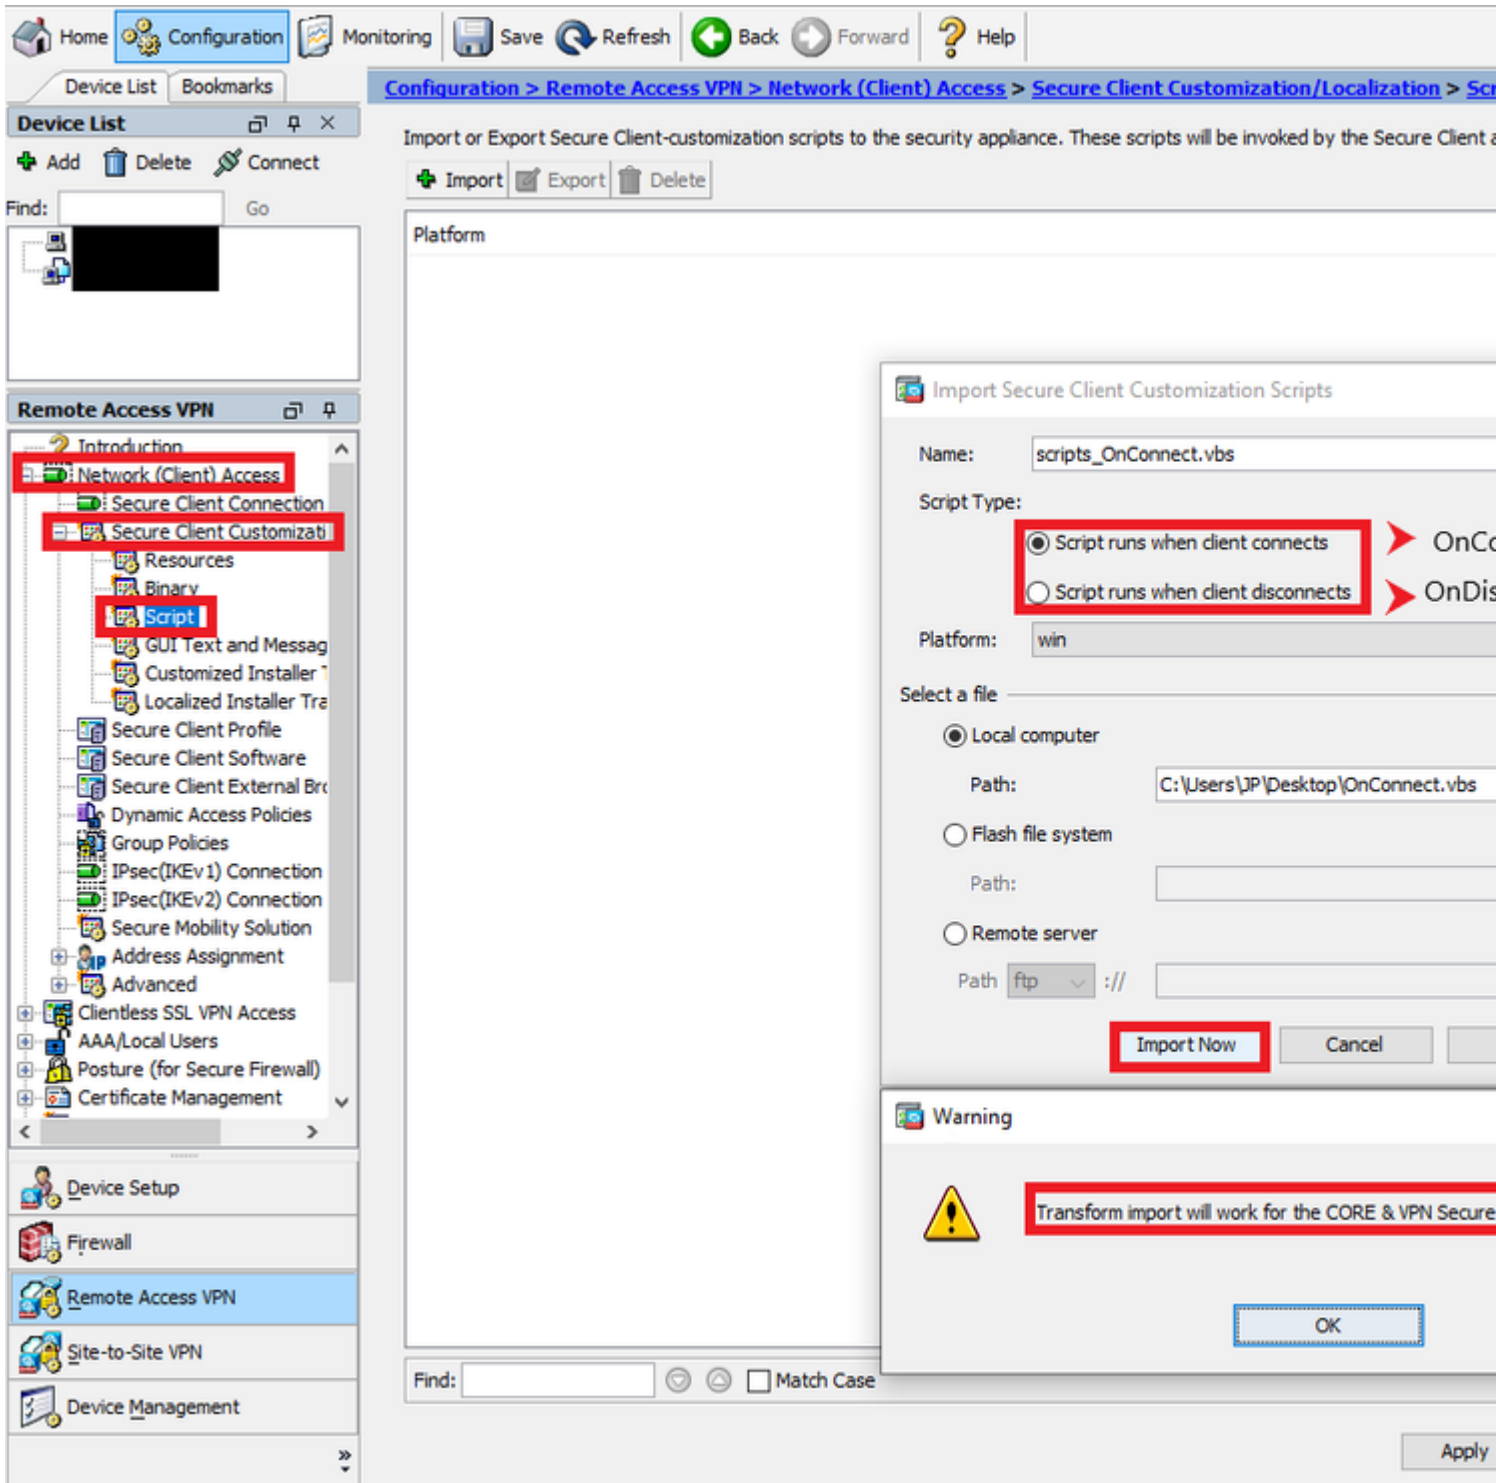 Home Configuration Monitoring Save Refresh Back Forward Help
Device List Bookmarks
Configuration > Remote Access VPN > Network (Client) Access > Secure Client Customization/Localization >
Device List
Add Delete Connect
Find: Go
Import or Export Secure Client-customization scripts to the security appliance. These scripts will be invoked by the Secure Client
Import Export Delete
Platform
Remote Access VPN
Introduction
Network (Client) Access
Secure Client Connection
Secure Client Customizati
Resources
Binary
Script
GUI Text and Messag
Customized Installer
Localized Installer Tra
Secure Client Profile
Secure Client Software
Secure Client External Bro
Dynamic Access Policies
Group Policies
IPsec(IKEv1) Connection
IPsec(IKEv2) Connection
Secure Mobility Solution
Address Assignment
Advanced
Clientless SSL VPN Access
AAA/Local Users
Posture (for Secure Firewall)
Certificate Management
Device Setup
Firewall
Remote Access VPN
Site-to-Site VPN
Device Management
Import Secure Client Customization Scripts
Name: scripts_OnConnect.vbs
Script Type:
Script runs when client connects OnCo
Script runs when client disconnects OnDis
Platform: win
Select a file
Local computer
Path: C:\Users\JP\Desktop\OnConnect.vbs
Flash file system
Path:
Remote server
Path ftp ://
Import Now Cancel
Warning
Transform import will work for the CORE & VPN Secure
OK
Find: Match Case
Apply